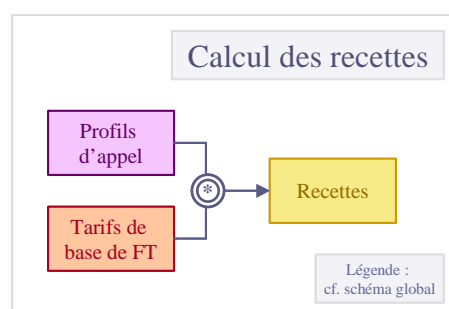 Calcul des recettes
Profils
d'appel
*
Recettes
Tarifs de
base de FT
Légende :
cf. schéma global